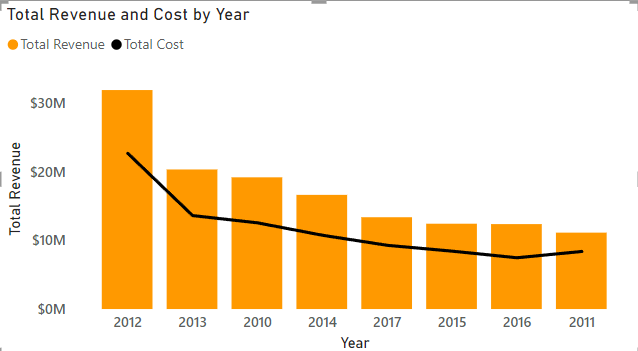 Total Revenue and Cost by Year
Total Revenue Total Cost
Total Revenue
$30M
$20M
$10M
$0M
2012 2013 2010 2014 2017 2015 2016 2011
Year